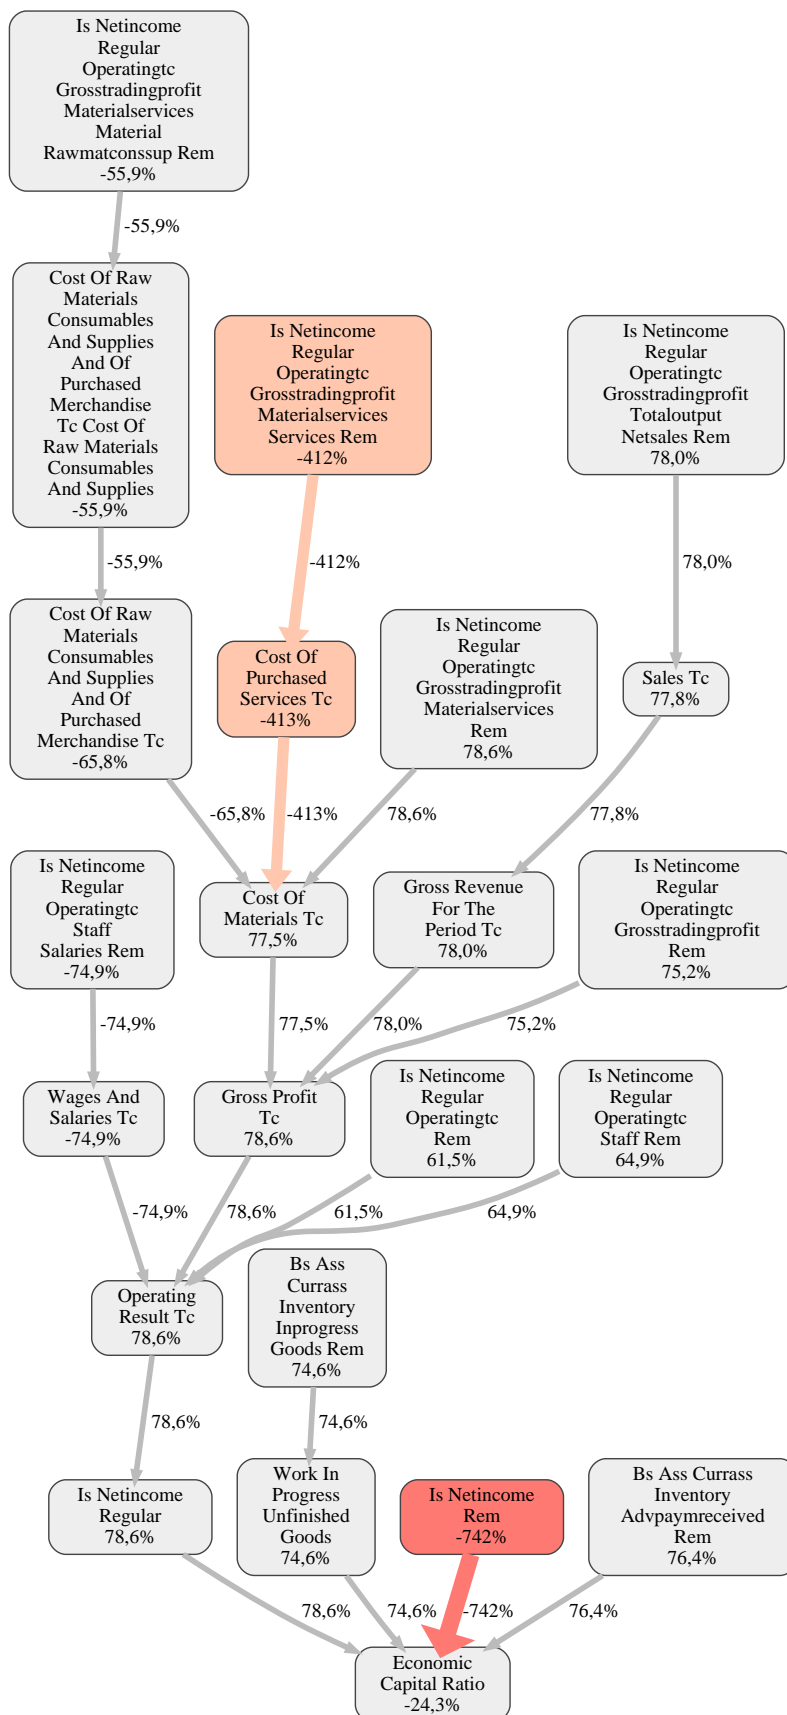 Is Netincome
Regular
Operatingtc
Grosstradingprofit
Materialservices
Material
Rawmatconssup Rem
-55,9%
-55,9%
Cost Of Raw
Materials
Consumables
And Supplies
And Of
Purchased
Merchandise
Tc Cost Of
Raw Materials
Consumables
And Supplies
-55,9%
Is Netincome
Regular
Operatingtc
Grosstradingprofit
Materialservices
Services Rem
-412%
Is Netincome
Regular
Operatingtc
Grosstradingprofit
Totaloutput
Netsales Rem
78,0%
-55,9%
-412%
78,0%
Cost Of Raw
Materials
Consumables
And Supplies
And Of
Purchased
Merchandise Tc
-65,8%
Cost Of
Purchased
Services Tc
-413%
Is Netincome
Regular
Operatingtc
Grosstradingprofit
Materialservices
Rem
78,6%
Sales Tc
77,8%
-65,8%
-413%
78,6%
77,8%
Is Netincome
Regular
Operatingtc
Staff
Salaries Rem
-74,9%
Cost Of
Materials Tc
77,5%
Gross Revenue
For The
Period Tc
78,0%
Is Netincome
Regular
Operatingtc
Grosstradingprofit
Rem
75,2%
-74,9%
77,5%
78,0%
75,2%
Wages And
Salaries Tc
-74,9%
Gross Profit
Tc
78,6%
Is Netincome
Regular
Operatingtc
Rem
61,5%
Is Netincome
Regular
Operatingtc
Staff Rem
64,9%
-74,9%
78,6%
61,5%
64,9%
Operating
Result Tc
78,6%
Bs Ass
Currass
Inventory
Inprogress
Goods Rem
74,6%
78,6%
74,6%
Is Netincome
Regular
78,6%
Work In
Progress
Unfinished
Goods
74,6%
Is Netincome
Rem
-742%
Bs Ass Currass
Inventory
Advpaymreceived
Rem
76,4%
78,6%
74,6%
-742%
76,4%
Economic
Capital Ratio
-24,3%